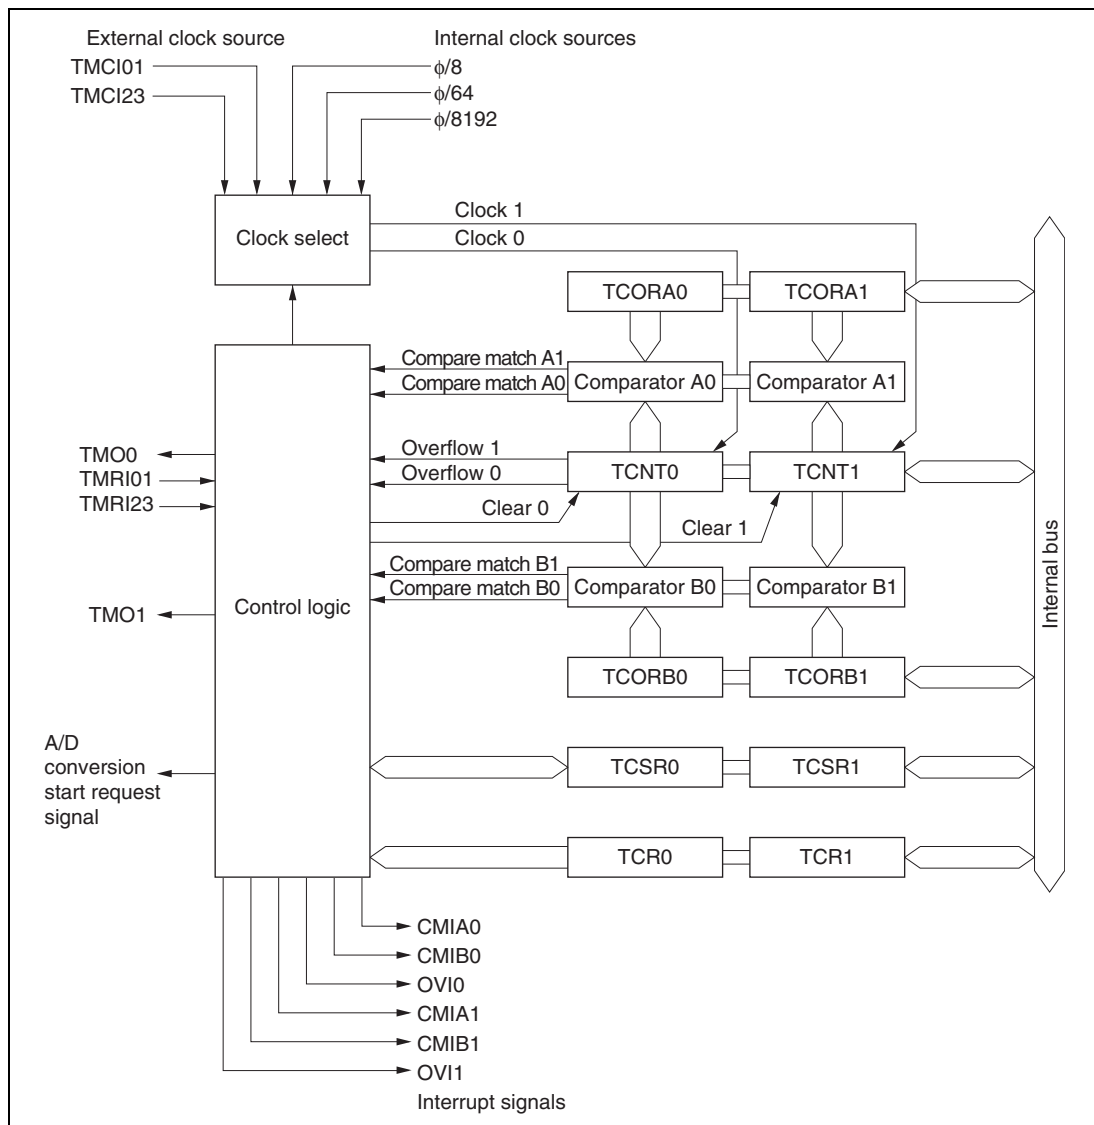 External clock source
Internal clock sources
TMCI01
TMCI23
ϕ/8
ϕ/64
ϕ/8192
Clock select
Clock 1
Clock 0
TCORA0
TCORA1
Compare match A1
Compare match A0
Comparator A0
Comparator A1
TMO0
TMRI01
TMRI23
Overflow 1
Overflow 0
TCNT0
TCNT1
Clear 0
Clear 1
Compare match B1
Compare match B0
Comparator B0
Comparator B1
TMO1
Control logic
Internal bus
TCORB0
TCORB1
A/D
conversion
start request
signal
TCSR0
TCSR1
TCR0
TCR1
CMIA0
CMIB0
OVI0
CMIA1
CMIB1
OVI1
Interrupt signals